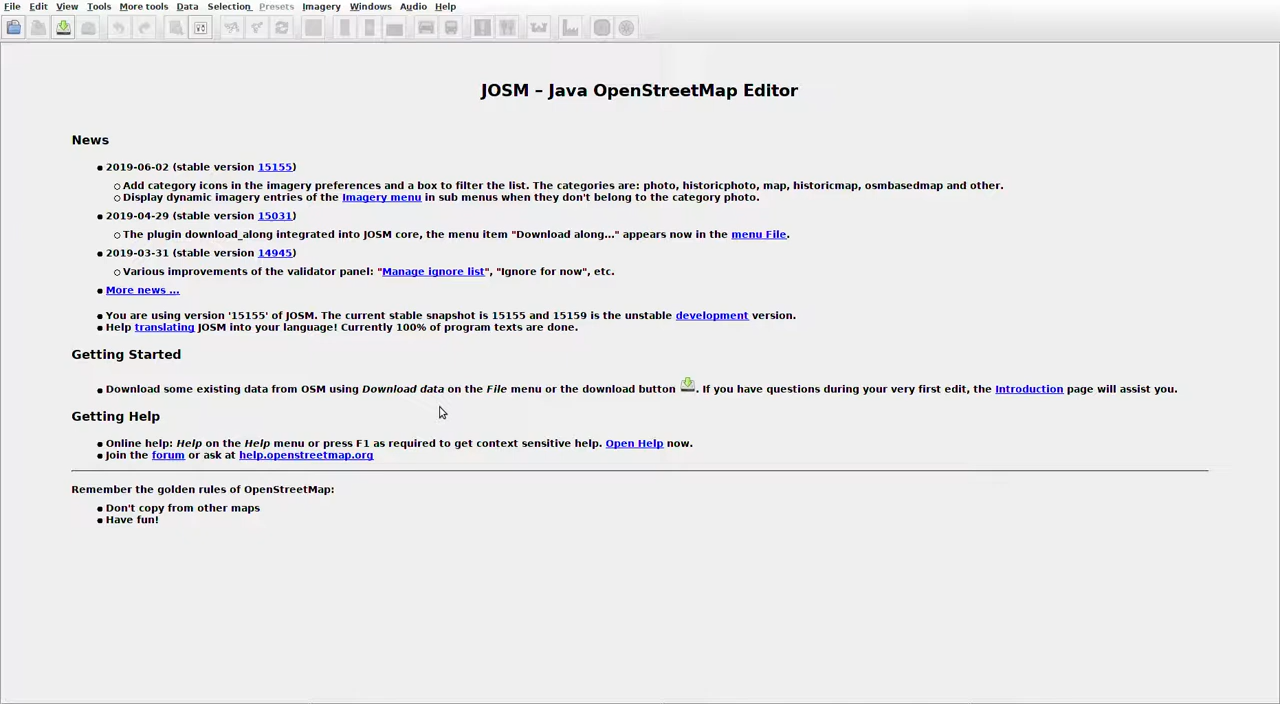 File Edit View Tools More tools Data Selection Presets Imagery Windows Audio Help
JOSM – Java OpenStreetMap Editor
News
2019-06-02 (stable version 15155)
Add category icons in the imagery preferences and a box to filter the list. The categories are: photo, historicphoto, map, historicmap, osmbasedmap and other.
Display dynamic imagery entries of the Imagery menu in sub menus when they don't belong to the category photo.
2019-04-29 (stable version 15031)
The plugin download_along integrated into JOSM core, the menu item "Download along..." appears now in the menu File.
2019-03-31 (stable version 14945)
Various improvements of the validator panel: "Manage ignore list", "Ignore for now", etc.
More news ...
You are using version '15155' of JOSM. The current stable snapshot is 15155 and 15159 is the unstable development version.
Help translating JOSM into your language! Currently 100% of program texts are done.
Getting Started
Download some existing data from OSM using Download data on the File menu or the download button . If you have questions during your very first edit, the Introduction page will assist you.
Getting Help
Online help: Help on the Help menu or press F1 as required to get context sensitive help. Open Help now.
Join the forum or ask at help.openstreetmap.org
Remember the golden rules of OpenStreetMap:
Don't copy from other maps
Have fun!